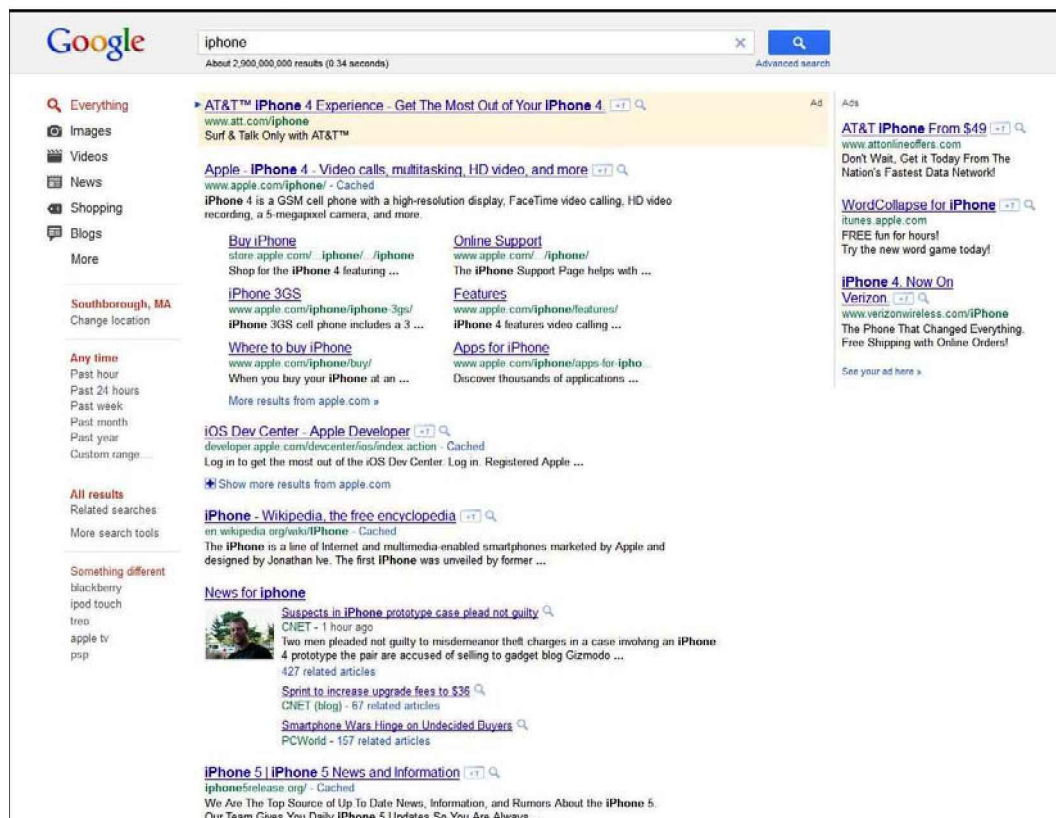 Google
iphone
About 2,900,000,000 results (0.34 seconds)
Advanced search
Everything
Images
Videos
News
Shopping
Blogs
More
Southborough, MA
Change location
Any time
Past hour
Past 24 hours
Past week
Past month
Past year
Custom range...
All results
Related searches
More search tools
Something different
blackberry
ipod touch
treo
apple tv
psp
AT&T™ iPhone 4 Experience - Get The Most Out of Your iPhone 4. +1
Ad
www.att.com/iphone
Surf & Talk Only with AT&T™
Apple - iPhone 4 - Video calls, multitasking, HD video, and more +1
www.apple.com/iphone/ - Cached
iPhone 4 is a GSM cell phone with a high-resolution display, FaceTime video calling, HD video
recording, a 5-megapixel camera, and more.
Buy iPhone
store.apple.com/...iphone/.../iphone
Shop for the iPhone 4 featuring ...
Online Support
www.apple.com/.../iphone/
The iPhone Support Page helps with ...
iPhone 3GS
www.apple.com/iphone/iphone-3gs/
iPhone 3GS cell phone includes a 3 ...
Features
www.apple.com/iphone/features/
iPhone 4 features video calling ...
Where to buy iPhone
www.apple.com/iphone/buy/
When you buy your iPhone at an ...
Apps for iPhone
www.apple.com/iphone/apps-for-ipho...
Discover thousands of applications ...
More results from apple.com »
iOS Dev Center - Apple Developer +1
developer.apple.com/devcenter/ios/index.action - Cached
Log in to get the most out of the iOS Dev Center. Log in. Registered Apple ...
Show more results from apple.com
iPhone - Wikipedia, the free encyclopedia +1
en.wikipedia.org/wiki/IPhone - Cached
The iPhone is a line of Internet and multimedia-enabled smartphones marketed by Apple and
designed by Jonathan Ive. The first iPhone was unveiled by former ...
News for iphone
Suspects in iPhone prototype case plead not guilty
CNET - 1 hour ago
Two men pleaded not guilty to misdemeanor theft charges in a case involving an iPhone
4 prototype the pair are accused of selling to gadget blog Gizmodo ...
427 related articles
Sprint to increase upgrade fees to $36
CNET (blog) - 67 related articles
Smartphone Wars Hinge on Undecided Buyers
PCWorld - 157 related articles
iPhone 5 | iPhone 5 News and Information +1
iphone5release.org/ - Cached
We Are The Top Source of Up To Date News, Information, and Rumors About the iPhone 5.
Our Team Gives You Daily iPhone 5 Updates So You Are Always ...
Ads
AT&T iPhone From $49 +1
www.attonlineoffers.com
Don't Wait, Get it Today From The
Nation's Fastest Data Network!
WordCollapse for iPhone +1
itunes.apple.com
FREE fun for hours!
Try the new word game today!
iPhone 4. Now On
Verizon. +1
www.verizonwireless.com/iPhone
The Phone That Changed Everything.
Free Shipping with Online Orders!
See your ad here »